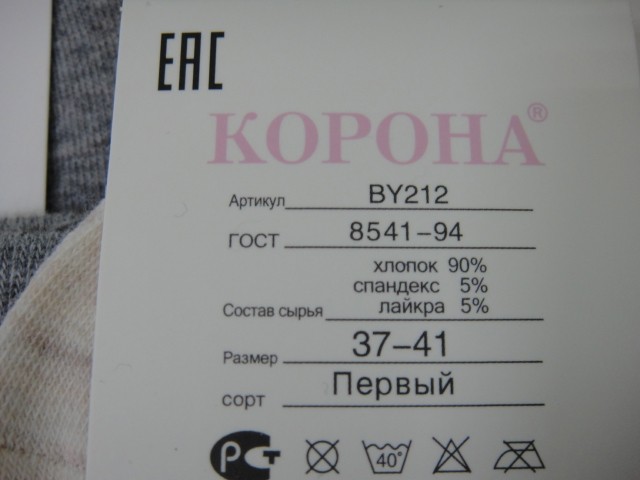 EAC
КОРОНА®
Артикул BY212
ГОСТ 8541-94
хлопок 90%
спандекс 5%
Состав сырья лайкра 5%
Размер 37-41
сорт Первый
РСТ 40°